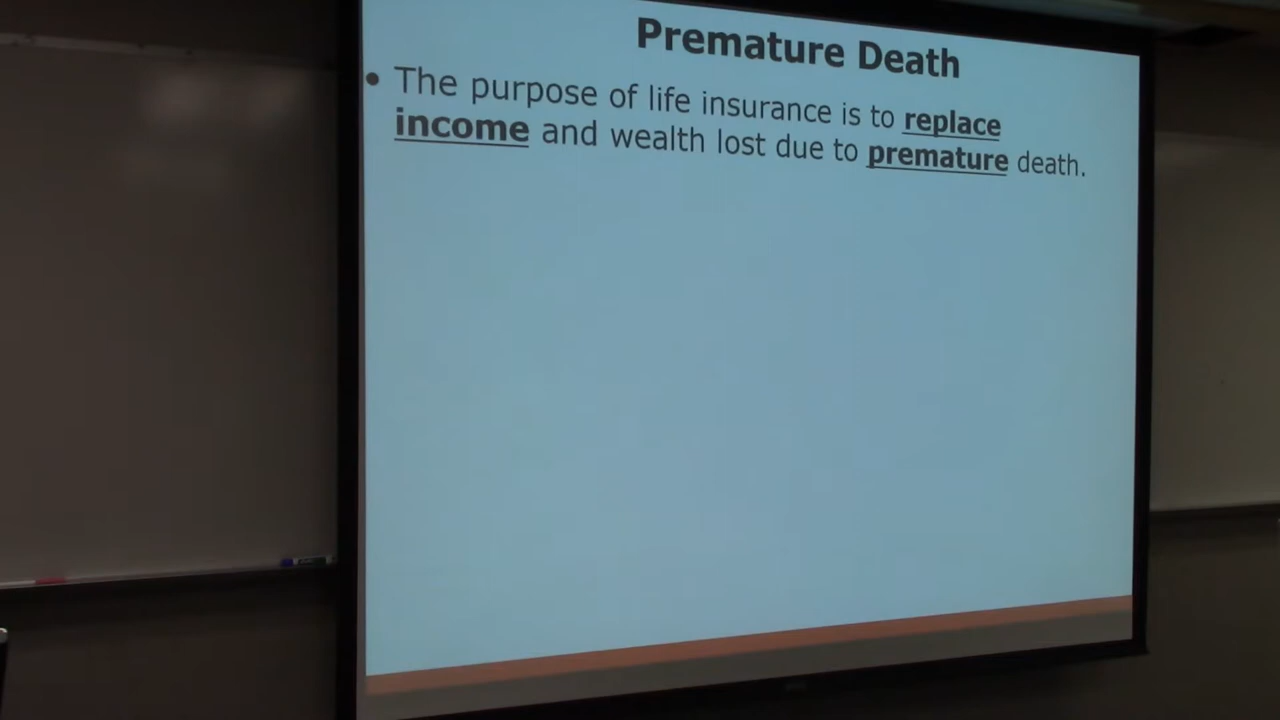 Premature Death
• The purpose of life insurance is to replace
income and wealth lost due to premature death.